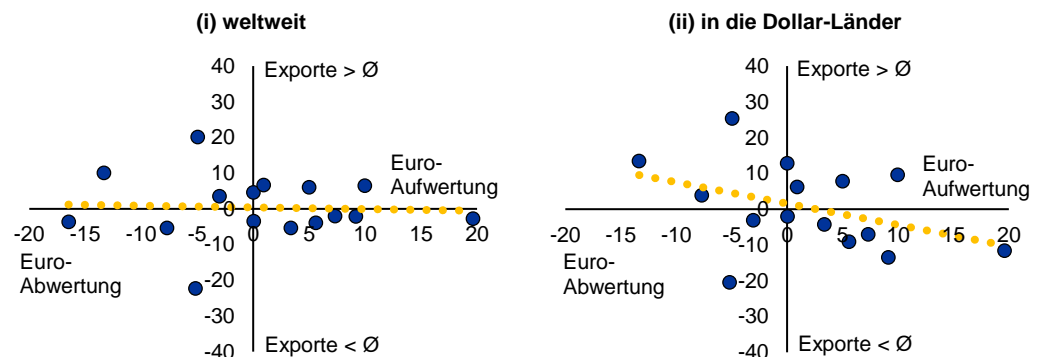 (i) weltweit
40
Exporte > Ø
30
20
10
Euro-
Aufwertung
0
-20 -15 -10 -5 0 5 10 15 20
-10
Euro-
Abwertung
-20
-30
Exporte < Ø
-40
(ii) in die Dollar-Länder
40
Exporte > Ø
30
20
10
Euro-
Aufwertung
0
-20 -15 -10 -5 0 5 10 15 20
-10
Euro-
Abwertung
-20
-30
Exporte < Ø
-40